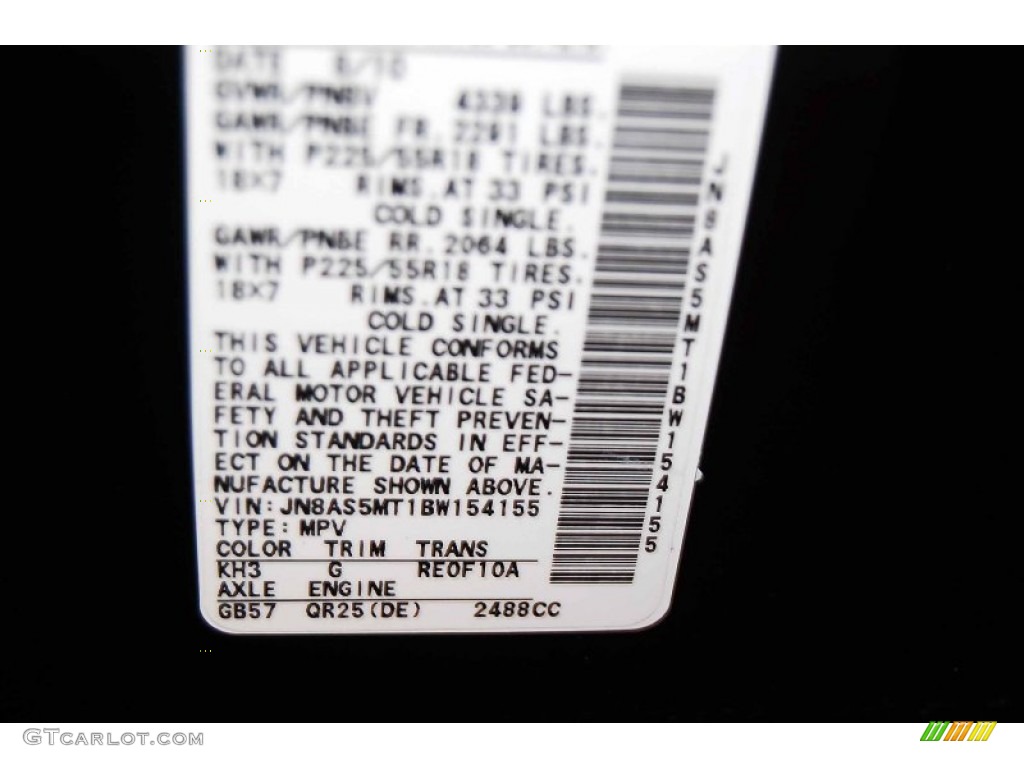 DATE 8/10
GVWR/PNBV 4339 LBS.
GAWR/PNBE FR. 2291 LBS.
WITH P225/55R18 TIRES.
18X7 RIMS.AT 33 PSI
COLD SINGLE.
GAWR/PNBE RR. 2064 LBS.
WITH P225/55R18 TIRES.
18X7 RIMS.AT 33 PSI
COLD SINGLE.
THIS VEHICLE CONFORMS
TO ALL APPLICABLE FED-
ERAL MOTOR VEHICLE SA-
FETY AND THEFT PREVEN-
TION STANDARDS IN EFF-
ECT ON THE DATE OF MA-
NUFACTURE SHOWN ABOVE.
VIN:JN8AS5MT1BW154155
TYPE:MPV
COLOR TRIM TRANS
KH3 G RE0F10A
AXLE ENGINE
GB57 QR25(DE) 2488CC
JN8AS5MT1BW154155
GTCarlot.com